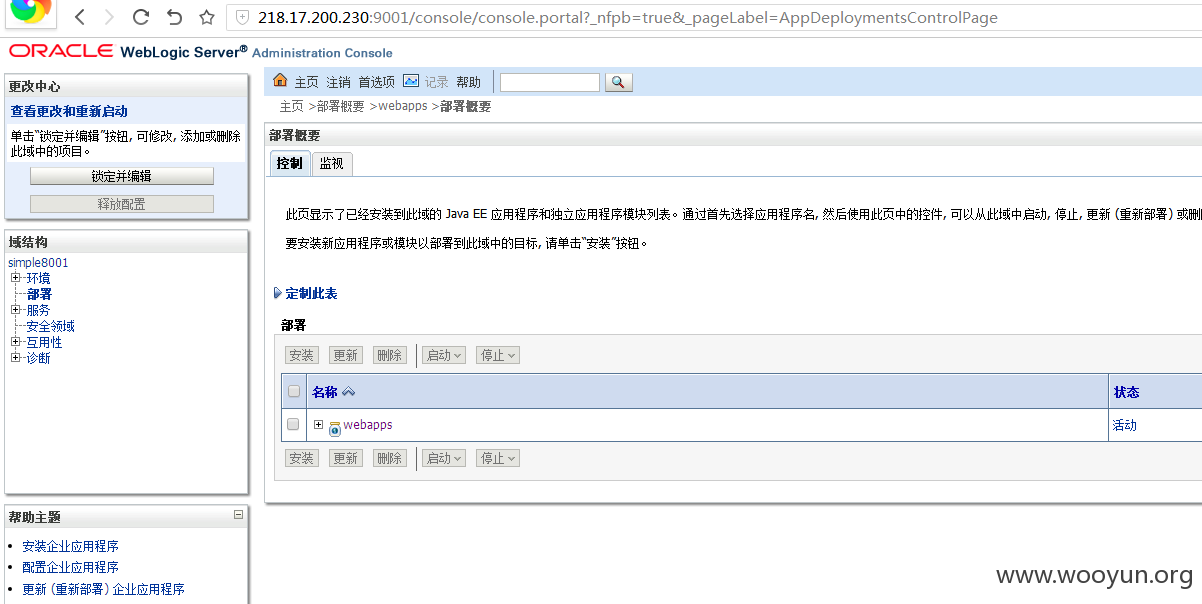 218.17.200.230:9001/console/console.portal?_nfpb=true&_pageLabel=AppDeploymentsControlPage
ORACLE WebLogic Server® Administration Console
更改中心
查看更改和重新启动
单击“锁定并编辑”按钮, 可修改, 添加或删除
此域中的项目。
锁定并编辑
释放配置
域结构
simple8001
环境
部署
服务
安全领域
互用性
诊断
帮助主题
安装企业应用程序
配置企业应用程序
更新 (重新部署) 企业应用程序
主页 注销 首选项 记录 帮助
主页 >部署概要 >webapps >部署概要
部署概要
控制 监视
此页显示了已经安装到此域的 Java EE 应用程序和独立应用程序模块列表。通过首先选择应用程序名, 然后使用此页中的控件, 可以从此域中启动, 停止, 更新 (重新部署) 或删
要安装新应用程序或模块以部署到此域中的目标, 请单击“安装”按钮。
定制此表
部署
安装 更新 删除 启动 停止
名称 状态
webapps 活动
安装 更新 删除 启动 停止
www.wooyun.org